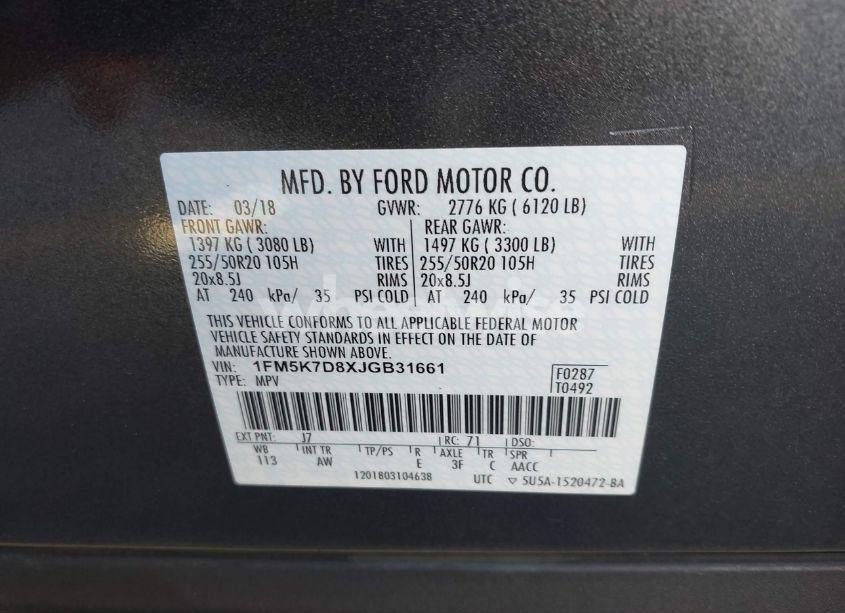 MFD. BY FORD MOTOR CO.
DATE: 03/18 GVWR: 2776 KG ( 6120 LB)
FRONT GAWR: REAR GAWR:
1397 KG ( 3080 LB) WITH 1497 KG ( 3300 LB) WITH
255/50R20 105H TIRES 255/50R20 105H TIRES
20x8.5J RIMS 20x8.5J RIMS
AT 240 kPa/ 35 PSI COLD AT 240 kPa/ 35 PSI COLD
THIS VEHICLE CONFORMS TO ALL APPLICABLE FEDERAL MOTOR
VEHICLE SAFETY STANDARDS IN EFFECT ON THE DATE OF
MANUFACTURE SHOWN ABOVE.
VIN: 1FM5K7D8XJGB31661 F0287
TYPE: MPV T0492
EXT PNT: J7 RC: 71 DSO:
WB INT TR TP/PS R AXLE TR SPR
113 AW E 3F C AACC
1201803104638 UTC ▽ 5U5A-1520472-BA